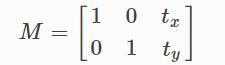 M = [ 1 0 t_x
0 1 t_y ]